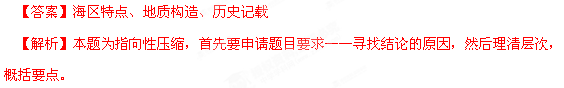 【答案】海区特点、地质构造、历史记载
【解析】本题为指向性压缩，首先要申请题目要求——寻找结论的原因，然后理清层次，
概括要点。